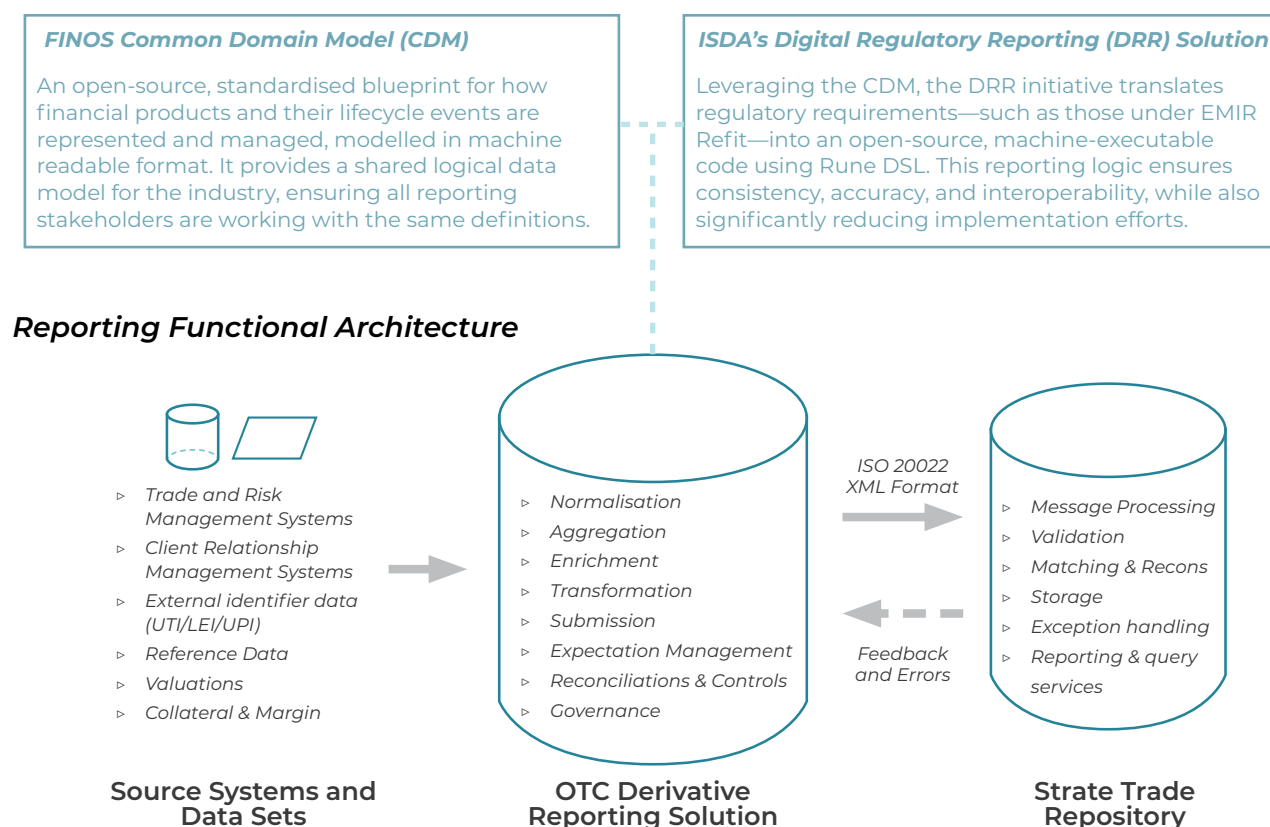 FINOS Common Domain Model (CDM)
An open-source, standardised blueprint for how
financial products and their lifecycle events are
represented and managed, modelled in machine
readable format. It provides a shared logical data
model for the industry, ensuring all reporting
stakeholders are working with the same definitions.
ISDA's Digital Regulatory Reporting (DRR) Solution
Leveraging the CDM, the DRR initiative translates
regulatory requirements—such as those under EMIR
Refit—into an open-source, machine-executable
code using Rune DSL. This reporting logic ensures
consistency, accuracy, and interoperability, while also
significantly reducing implementation efforts.
Reporting Functional Architecture
▹ Trade and Risk
Management Systems
▹ Client Relationship
Management Systems
▹ External identifier data
(UTI/LEI/UPI)
▹ Reference Data
▹ Valuations
▹ Collateral & Margin
Source Systems and
Data Sets
▹ Normalisation
▹ Aggregation
▹ Enrichment
▹ Transformation
▹ Submission
▹ Expectation Management
▹ Reconciliations & Controls
▹ Governance
OTC Derivative
Reporting Solution
ISO 20022
XML Format
Feedback
and Errors
▹ Message Processing
▹ Validation
▹ Matching & Recons
▹ Storage
▹ Exception handling
▹ Reporting & query
services
Strate Trade
Repository